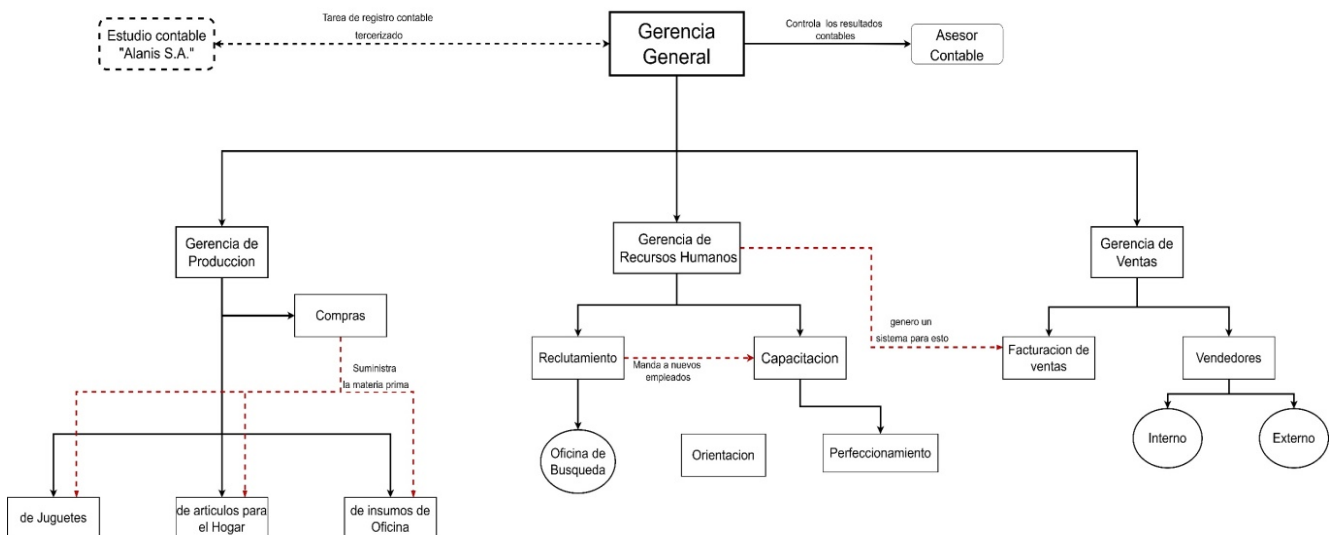 Estudio contable
"Alanis S.A."
Tarea de registro contable
tercerizado
Gerencia
General
Controla los resultados
contables
Asesor
Contable
Gerencia de
Produccion
Gerencia de
Recursos Humanos
Gerencia de
Ventas
Compras
Suministra
la materia prima
Reclutamiento
Manda a nuevos
empleados
Capacitacion
genero un
sistema para esto
Facturacion de
ventas
Vendedores
Oficina de
Busqueda
Orientacion
Perfeccionamiento
Interno
Externo
de Juguetes
de articulos para
el Hogar
de insumos de
Oficina